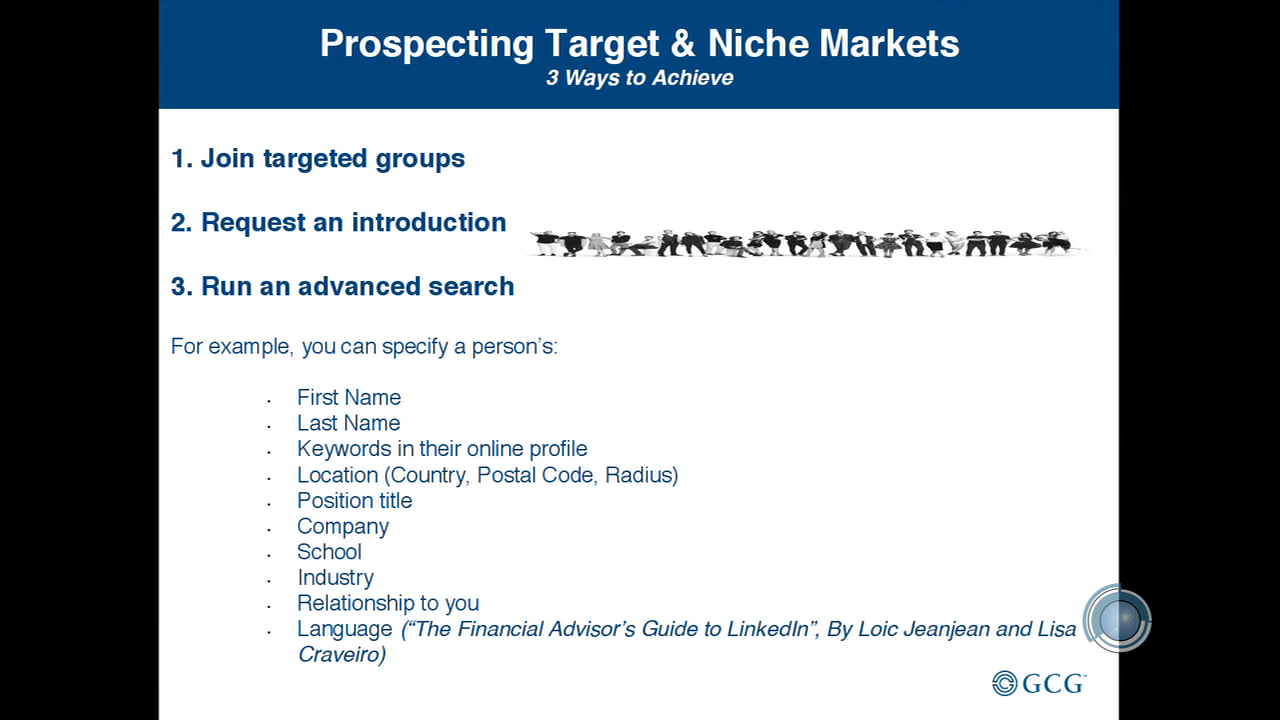 Prospecting Target & Niche Markets
3 Ways to Achieve
1. Join targeted groups
2. Request an introduction
3. Run an advanced search
For example, you can specify a person’s:
· First Name
· Last Name
· Keywords in their online profile
· Location (Country, Postal Code, Radius)
· Position title
· Company
· School
· Industry
· Relationship to you
· Language (“The Financial Advisor’s Guide to LinkedIn”, By Loic Jeanjean and Lisa
Craveiro)
GCG™